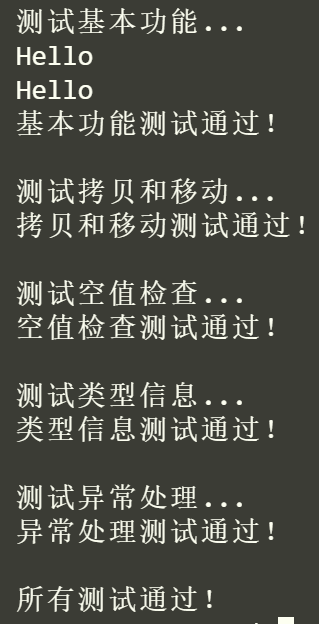 测试基本功能...
Hello
Hello
基本功能测试通过!
测试拷贝和移动...
拷贝和移动测试通过!
测试空值检查...
空值检查测试通过!
测试类型信息...
类型信息测试通过!
测试异常处理...
异常处理测试通过!
所有测试通过!